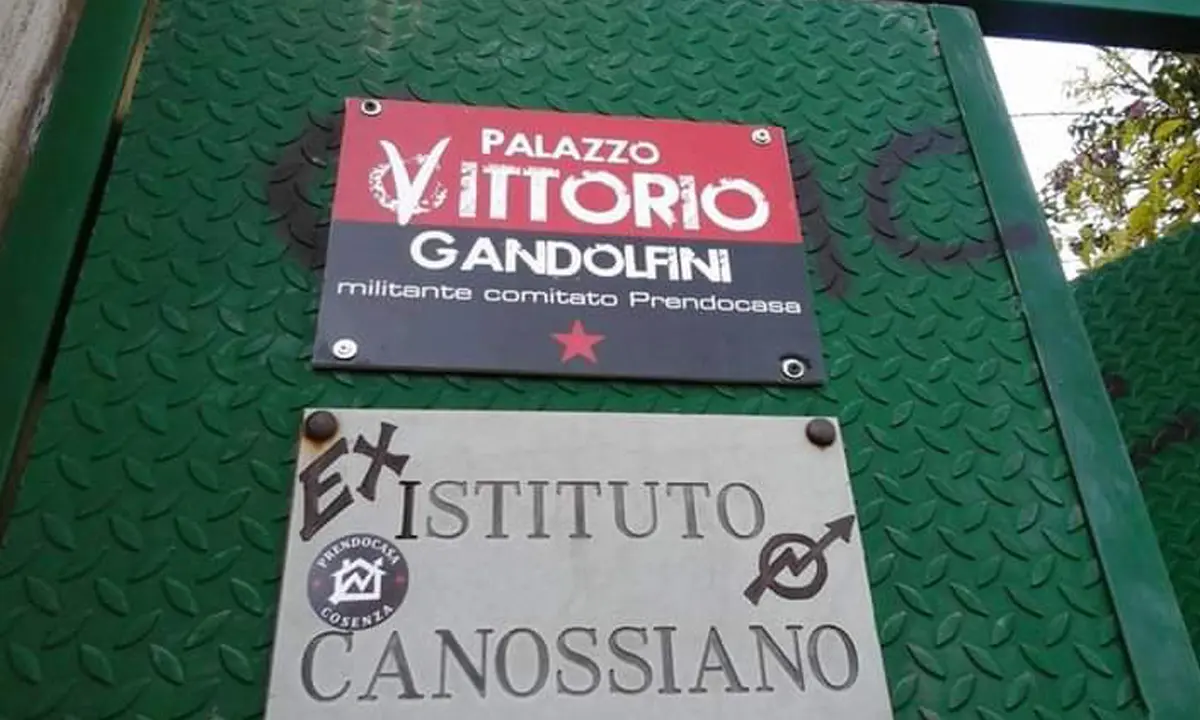 PALAZZO
VITTORIO
GANDOLFINI
militante comitato Prendocasa
EX
ISTITUTO
PRENDOCASA
COSENZA
CANOSSIANO